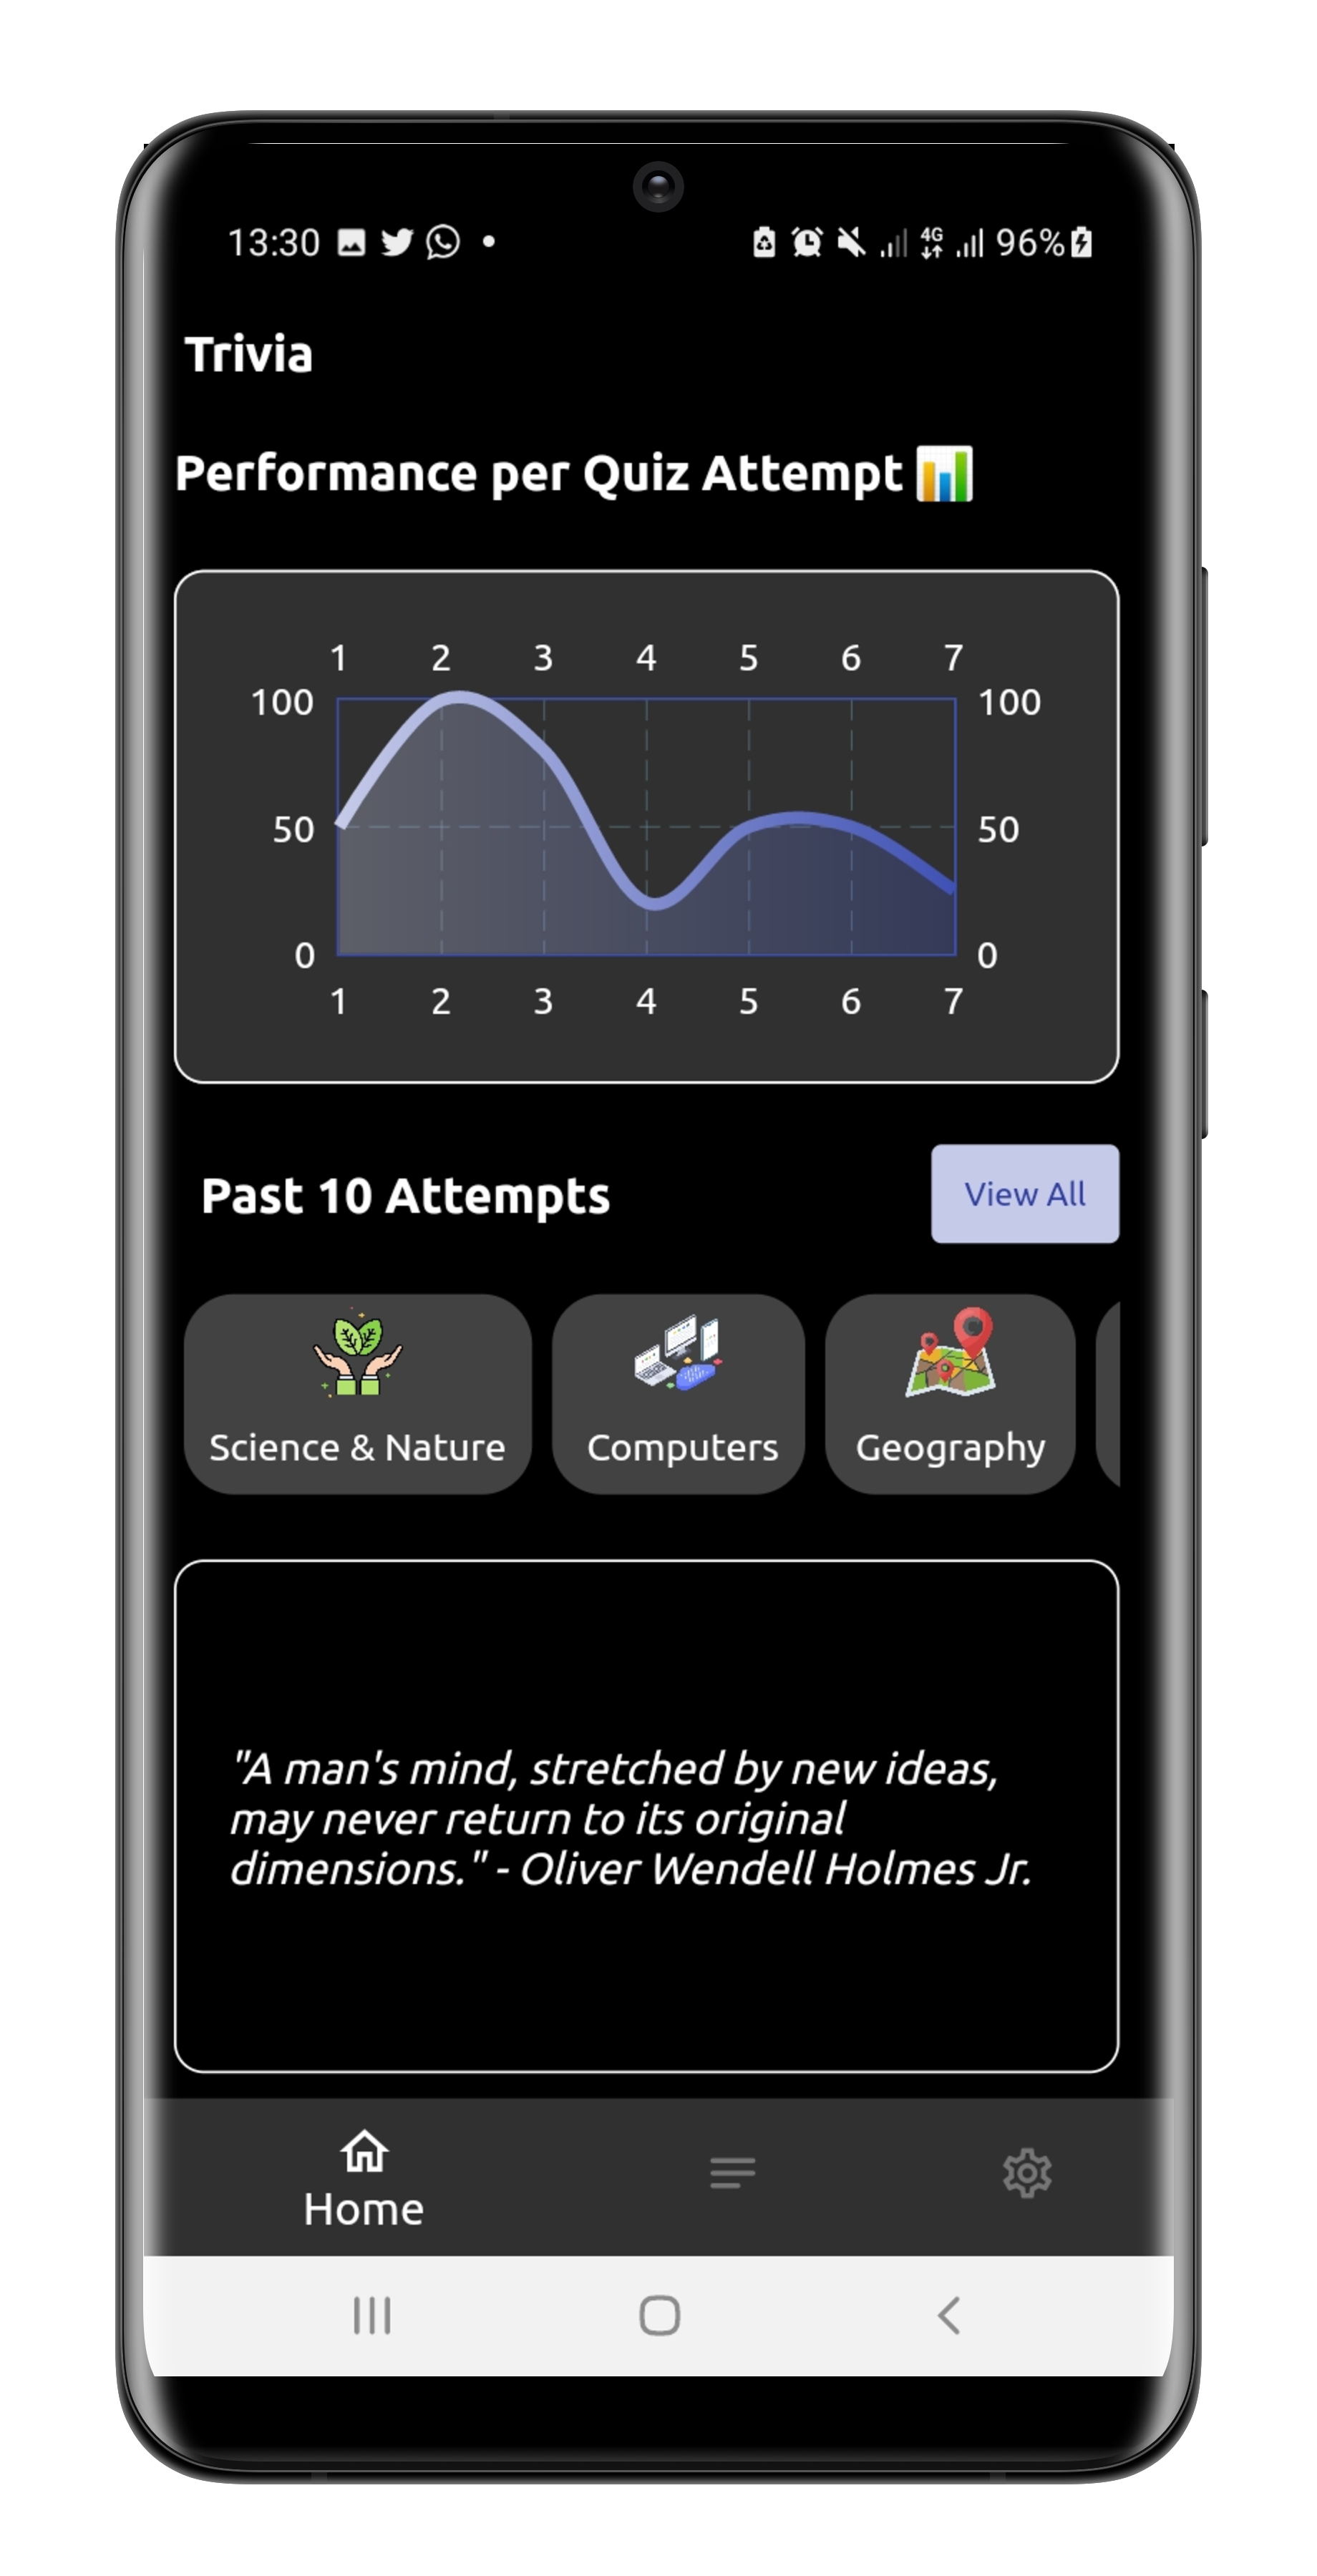 13:30 4G 96%
Trivia
Performance per Quiz Attempt
1 2 3 4 5 6 7
100 100
50 50
0 0
1 2 3 4 5 6 7
Past 10 Attempts View All
Science & Nature Computers Geography
"A man's mind, stretched by new ideas,
may never return to its original
dimensions." - Oliver Wendell Holmes Jr.
Home